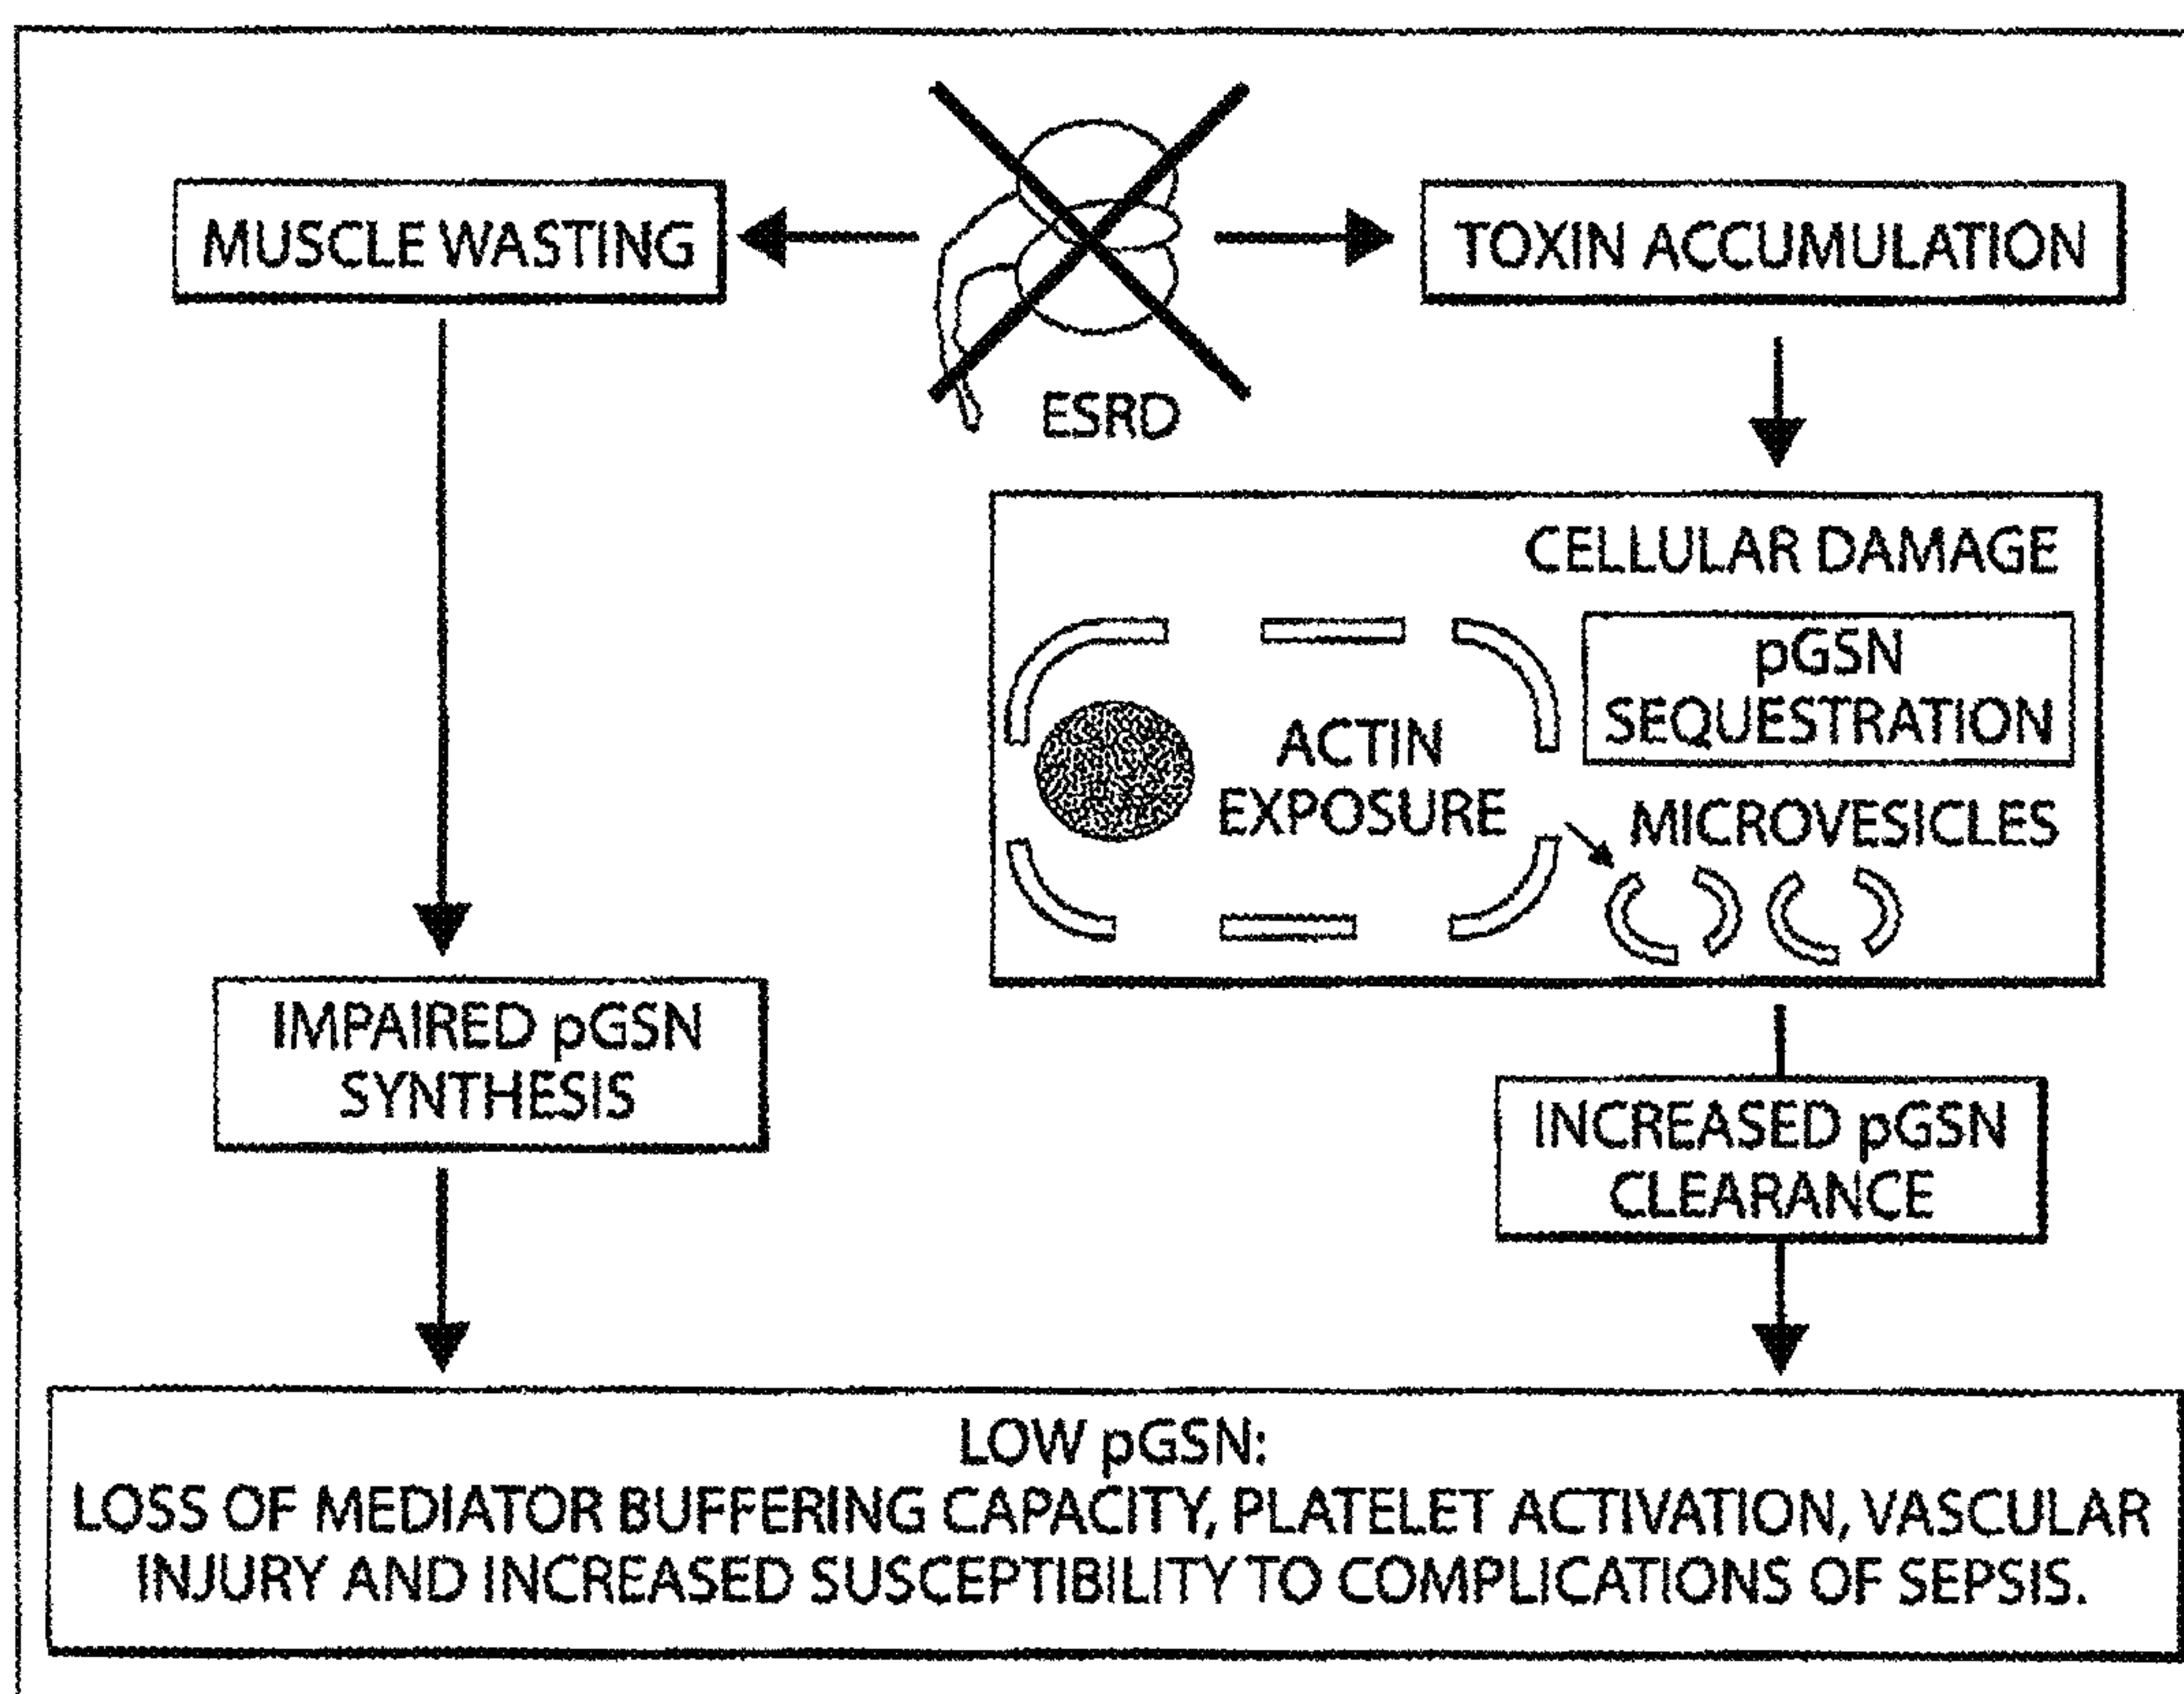 MUSCLE WASTING
TOXIN ACCUMULATION
ESRD
CELLULAR DAMAGE
pGSN
SEQUESTRATION
ACTIN
EXPOSURE
MICROVESICLES
IMPAIRED pGSN
SYNTHESIS
INCREASED pGSN
CLEARANCE
LOW pGSN:
LOSS OF MEDIATOR BUFFERING CAPACITY, PLATELET ACTIVATION, VASCULAR
INJURY AND INCREASED SUSCEPTIBILITY TO COMPLICATIONS OF SEPSIS.